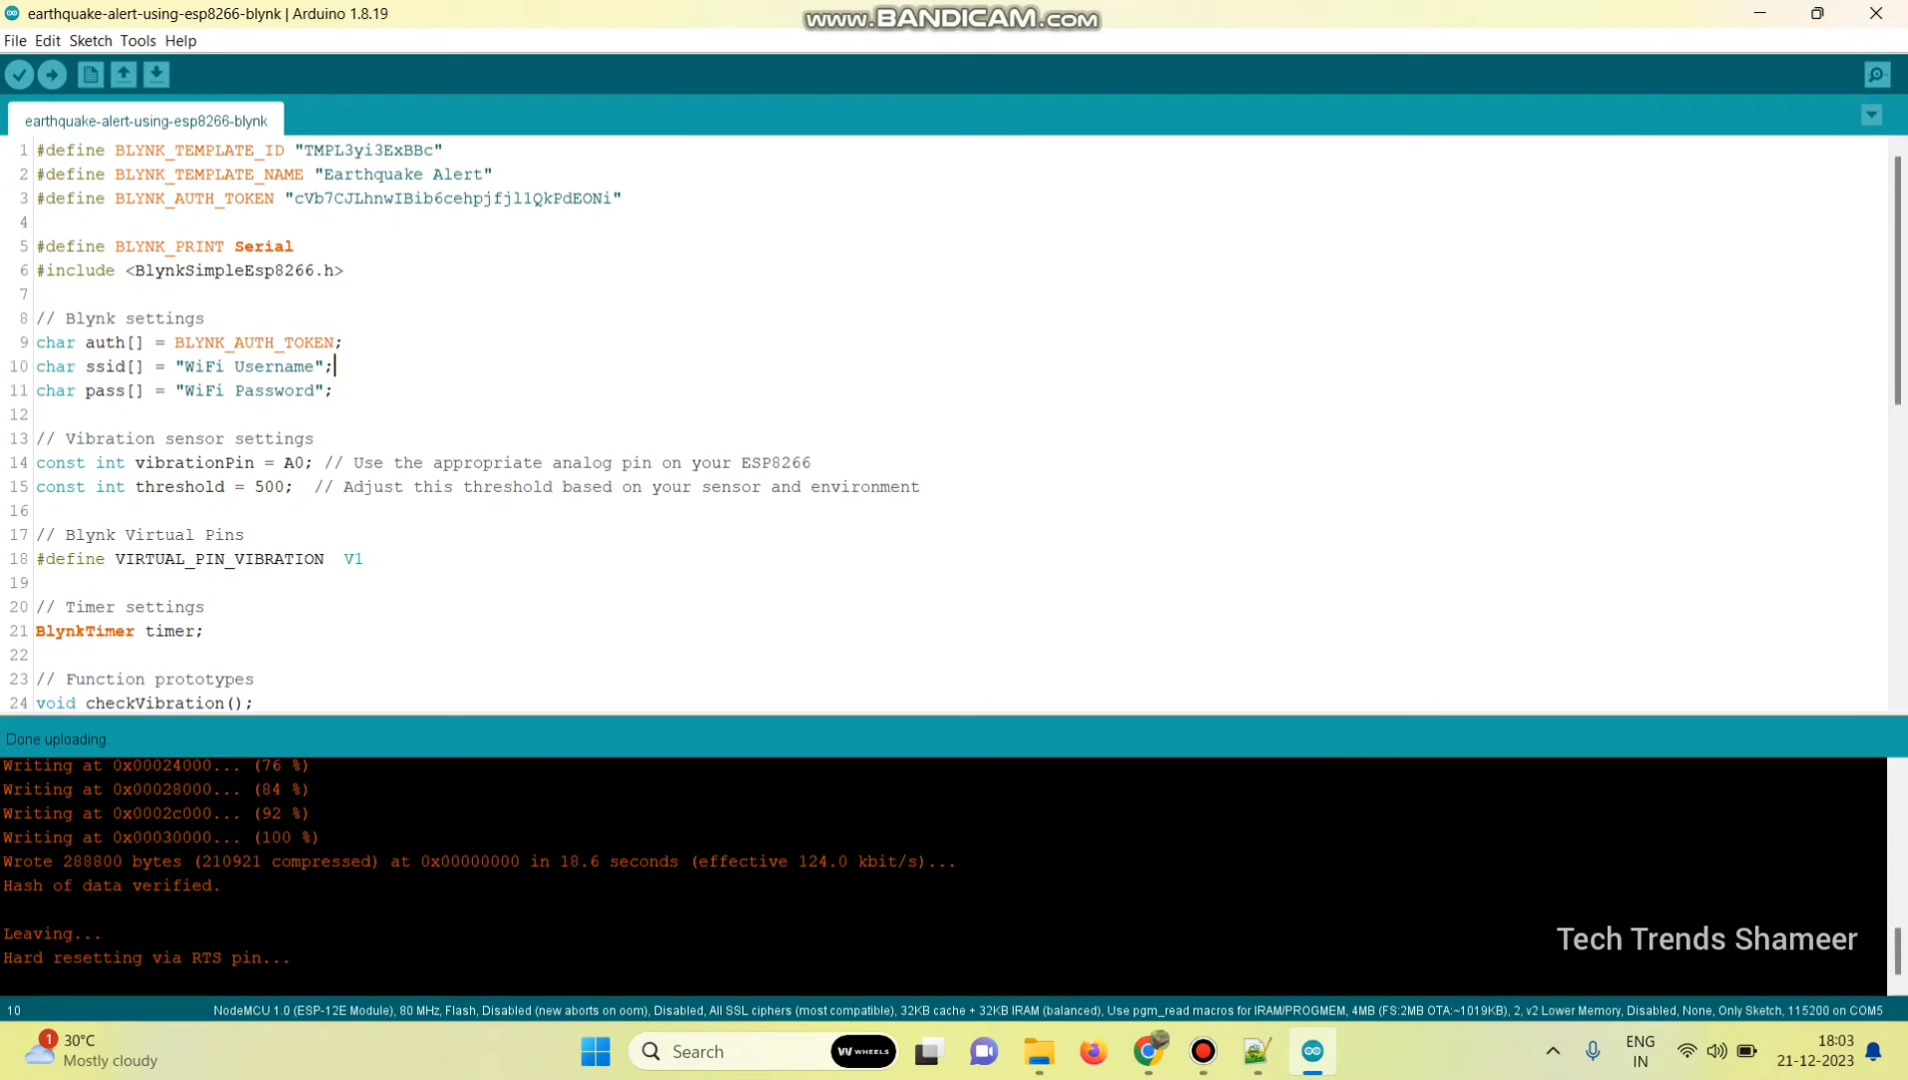 earthquake-alert-using-esp8266-blynk | Arduino 1.8.19
www.BANDICAM.com
File Edit Sketch Tools Help
earthquake-alert-using-esp8266-blynk
1 #define BLYNK_TEMPLATE_ID "TMPL3yi3ExBBc"
2 #define BLYNK_TEMPLATE_NAME "Earthquake Alert"
3 #define BLYNK_AUTH_TOKEN "cVb7CJLhnwIBib6cehpjfjl1QkPdEONi"
4
5 #define BLYNK_PRINT Serial
6 #include <BlynkSimpleEsp8266.h>
7
8 // Blynk settings
9 char auth[] = BLYNK_AUTH_TOKEN;
10 char ssid[] = "WiFi Username";
11 char pass[] = "WiFi Password";
12
13 // Vibration sensor settings
14 const int vibrationPin = A0; // Use the appropriate analog pin on your ESP8266
15 const int threshold = 500;  // Adjust this threshold based on your sensor and environment
16
17 // Blynk Virtual Pins
18 #define VIRTUAL_PIN_VIBRATION  V1
19
20 // Timer settings
21 BlynkTimer timer;
22
23 // Function prototypes
24 void checkVibration();
Done uploading.
Writing at 0x00024000... (76 %)
Writing at 0x00028000... (84 %)
Writing at 0x0002c000... (92 %)
Writing at 0x00030000... (100 %)
Wrote 288800 bytes (210921 compressed) at 0x00000000 in 18.6 seconds (effective 124.0 kbit/s)...
Hash of data verified.
Leaving...
Hard resetting via RTS pin...
Tech Trends Shameer
10 NodeMCU 1.0 (ESP-12E Module), 80 MHz, Flash, Disabled (new aborts on oom), Disabled, All SSL ciphers (most compatible), 32KB cache + 32KB IRAM (balanced), Use pgm_read macros for IRAM/PROGMEM, 4MB (FS:2MB OTA:~1019KB), 2, v2 Lower Memory, Disabled, None, Only Sketch, 115200 on COM5
1
30°C
Mostly cloudy
Search
WHEELS
ENG
IN
18:03
21-12-2023